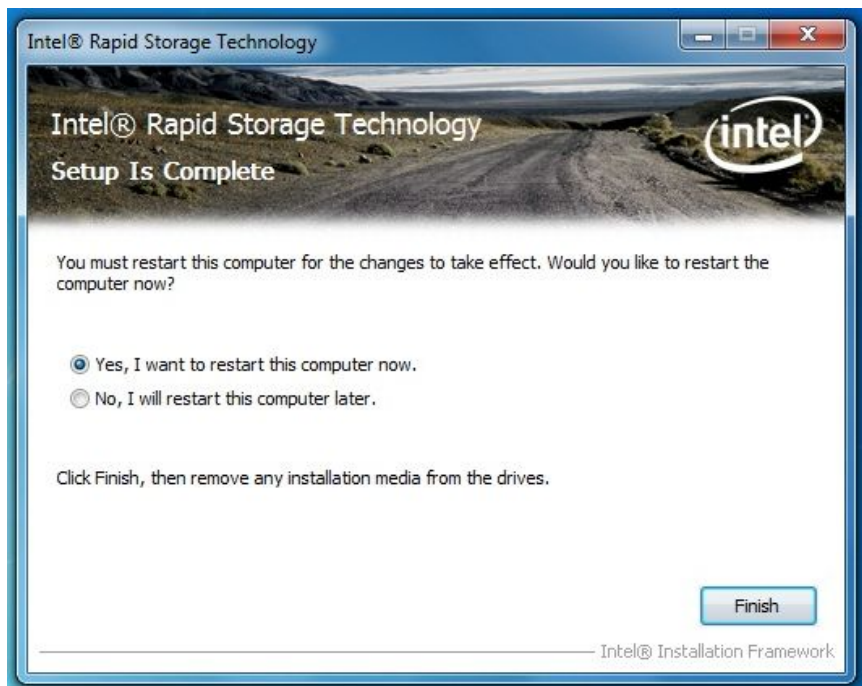 Intel® Rapid Storage Technology
Intel® Rapid Storage Technology
Setup Is Complete
intel
You must restart this computer for the changes to take effect. Would you like to restart the
computer now?
Yes, I want to restart this computer now.
No, I will restart this computer later.
Click Finish, then remove any installation media from the drives.
Finish
Intel® Installation Framework